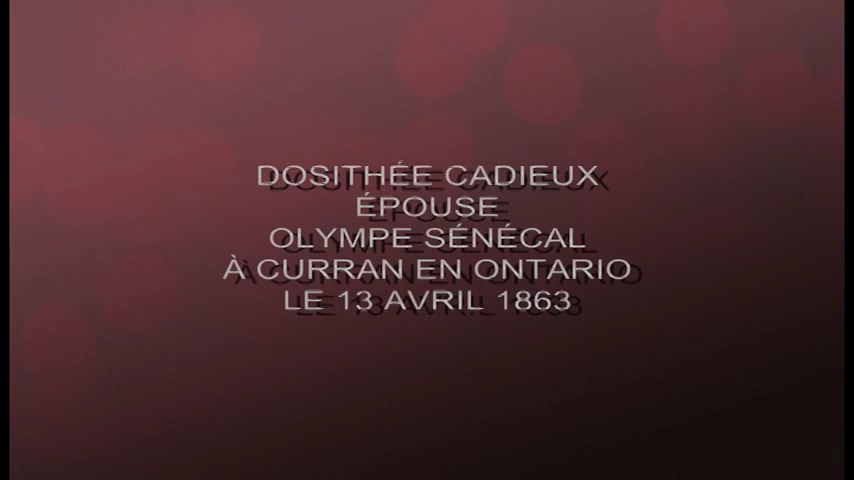 DOSITHÉE CADIEUX
ÉPOUSE
OLYMPE SÉNÉCAL
À CURRAN EN ONTARIO
LE 13 AVRIL 1863